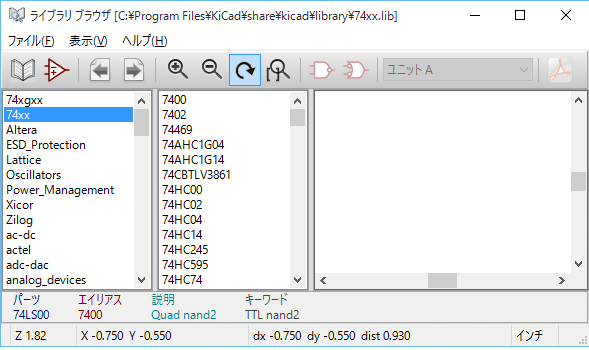 ライブラリ ブラウザ [C:¥Program Files¥KiCad¥share¥kicad¥library¥74xx.lib]
ファイル(F) 表示(V) ヘルプ(H)
ユニット A
74xgxx
74xx
Altera
ESD_Protection
Lattice
Oscillators
Power_Management
Xicor
Zilog
ac-dc
actel
adc-dac
analog_devices
7400
7402
74469
74AHC1G04
74AHC1G14
74CBTLV3861
74HC00
74HC02
74HC04
74HC14
74HC245
74HC595
74HC74
パーツ エイリアス 説明 キーワード
74LS00 7400 Quad nand2 TTL nand2
Z 1.82 X -0.750 Y -0.550 dx -0.750 dy -0.550 dist 0.930 インチ